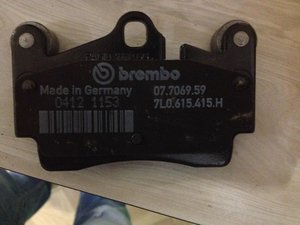 brembo
Made in Germany
07.7069.59
0412 1153
7L0.615.415.H